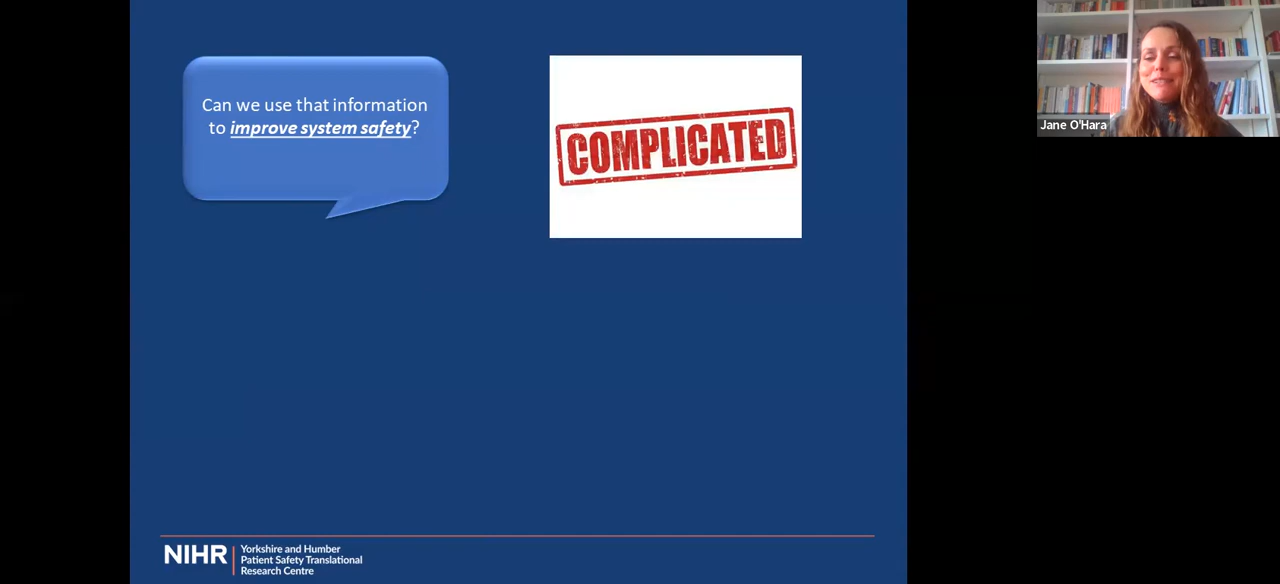 Can we use that information
to improve system safety?
COMPLICATED
Jane O'Hara
NIHR
Yorkshire and Humber
Patient Safety Translational
Research Centre